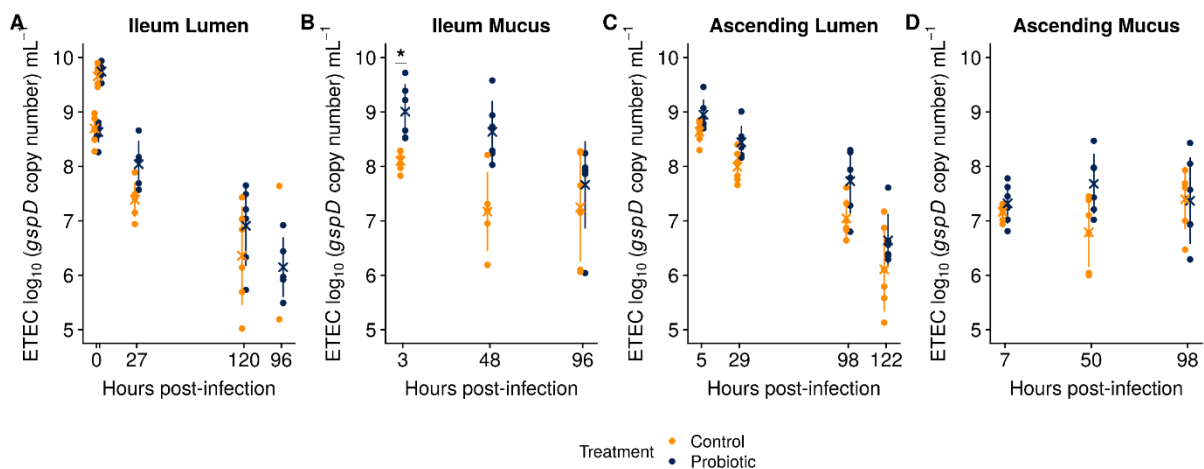 A
Ileum Lumen
ETEC log₁₀ (gspD copy number) mL⁻¹
10
9
8
7
6
5
0 27 120 96
Hours post-infection
B
Ileum Mucus
ETEC log₁₀ (gspD copy number) mL⁻¹
*
10
9
8
7
6
5
3 48 96
Hours post-infection
C
Ascending Lumen
ETEC log₁₀ (gspD copy number) mL⁻¹
10
9
8
7
6
5
5 29 98 122
Hours post-infection
D
Ascending Mucus
ETEC log₁₀ (gspD copy number) mL⁻¹
10
9
8
7
6
5
7 50 98
Hours post-infection
Treatment
Control
Probiotic